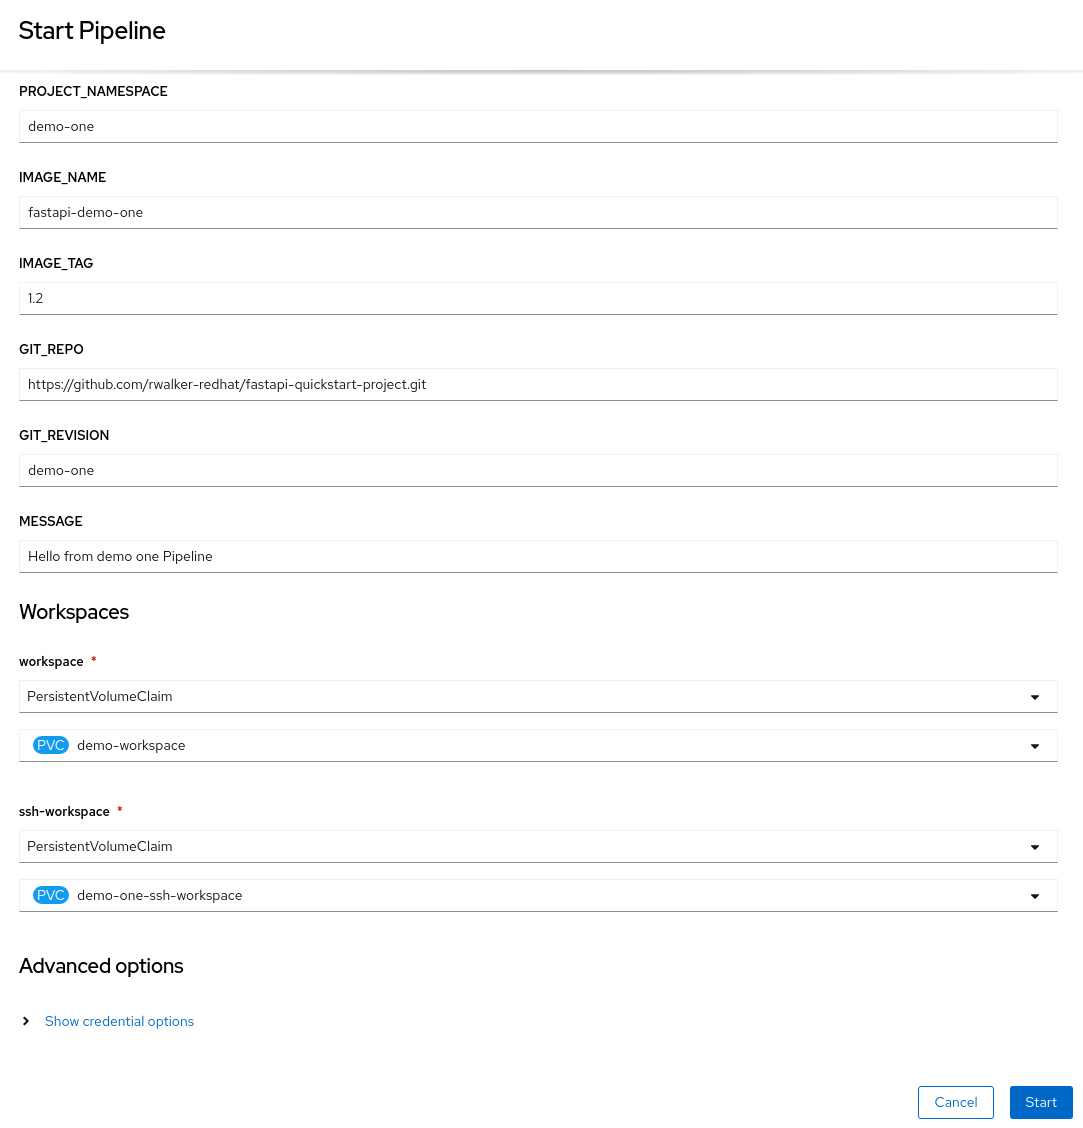 Start Pipeline
PROJECT_NAMESPACE
demo-one
IMAGE_NAME
fastapi-demo-one
IMAGE_TAG
1.2
GIT_REPO
https://github.com/rwalker-redhat/fastapi-quickstart-project.git
GIT_REVISION
demo-one
MESSAGE
Hello from demo one Pipeline
Workspaces
workspace *
PersistentVolumeClaim
PVC demo-workspace
ssh-workspace *
PersistentVolumeClaim
PVC demo-one-ssh-workspace
Advanced options
Show credential options
Cancel Start